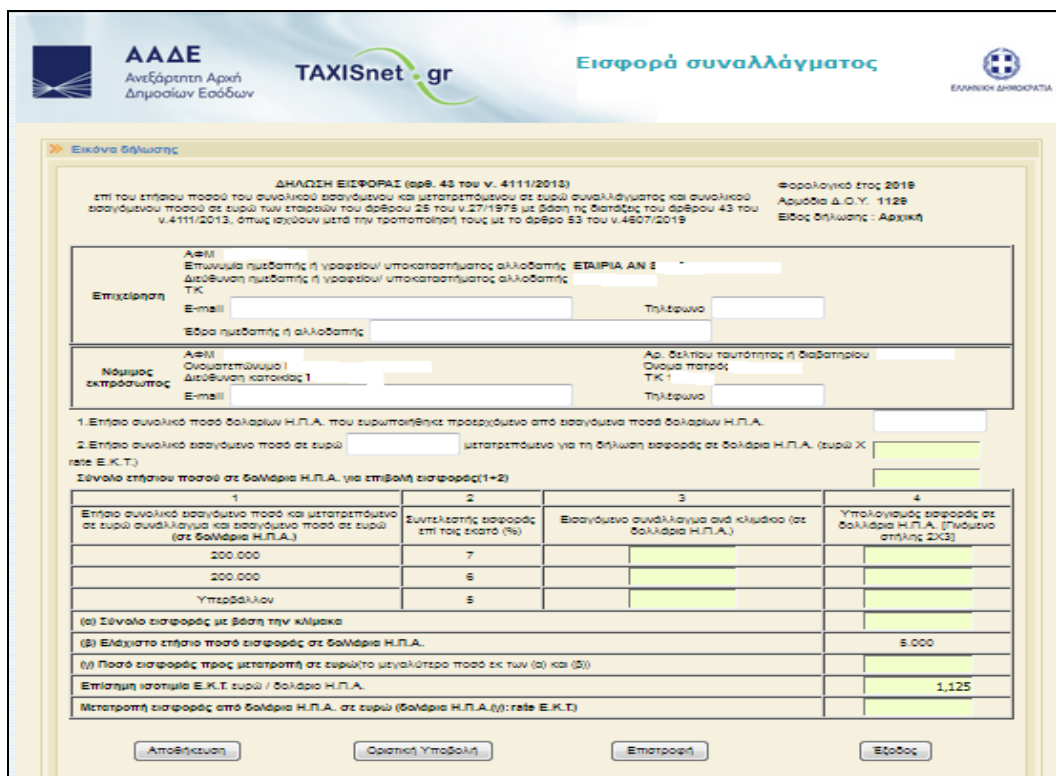 ΑΑΔΕ
Ανεξάρτητη Αρχή
Δημοσίων Εσόδων
TAXISnet.gr
Εισφορά συναλλάγματος
ΕΛΛΗΝΙΚΗ ΔΗΜΟΚΡΑΤΙΑ
Εικόνα δήλωσης
ΔΗΛΩΣΗ ΕΙΣΦΟΡΑΣ (αρθ. 43 του ν. 4111/2013)
επί του ετήσιου ποσού του συνολικού εισαγόμενου και μετατρεπόμενου σε ευρώ συναλλάγματος και συνολικού
εισαγόμενου ποσού σε ευρώ των εταιρειών του άρθρου 25 του ν.27/1975 με βάση τις διατάξεις του άρθρου 43 του
ν.4111/2013, όπως ισχύουν μετά την τροποποίησή τους με το άρθρο 53 του ν.4607/2019
Φορολογικό έτος 2019
Αρμόδια Δ.Ο.Υ. 1129
Είδος δήλωσης : Αρχική
Επιχείρηση
ΑΦΜ
Επωνυμία ημεδαπής ή γραφείου/ υποκαταστήματος αλλοδαπής ΕΤΑΙΡΙΑ ΑΝ
Διεύθυνση ημεδαπής ή γραφείου/ υποκαταστήματος αλλοδαπής
ΤΚ
E-mail Τηλέφωνο
Έδρα ημεδαπής ή αλλοδαπής
Νόμιμος
εκπρόσωπος
ΑΦΜ Αρ. δελτίου ταυτότητας ή διαβατηρίου
Ονοματεπώνυμο Όνομα πατρός
Διεύθυνση κατοικίας ΤΚ
E-mail Τηλέφωνο
1.Ετήσιο συνολικό ποσό δολαρίων Η.Π.Α. που ευρωποιήθηκε προερχόμενο από εισαγόμενα ποσά δολαρίων Η.Π.Α.
2.Ετήσιο συνολικό εισαγόμενο ποσό σε ευρώ μετατρεπόμενο για τη δήλωση εισφοράς σε δολάρια Η.Π.Α. (ευρώ Χ
rate Ε.Κ.Τ.)
Σύνολο ετήσιου ποσού σε δολλάρια Η.Π.Α. για επιβολή εισφοράς(1+2)
1 2 3 4
Ετήσιο συνολικό εισαγόμενο ποσό και μετατρεπόμενο
σε ευρώ συνάλλαγμα και εισαγόμενο ποσό σε ευρώ
(σε δολλάρια Η.Π.Α.)
Συντελεστής εισφοράς
επί τοις εκατό (%)
Εισαγόμενο συνάλλαγμα ανά κλιμάκιο (σε
δολλάρια Η.Π.Α.)
Υπολογισμός εισφοράς σε
δολλάρια Η.Π.Α. [Γινόμενο
στήλης 2Χ3]
200.000 7
200.000 6
Υπερβάλλον 5
(α) Σύνολο εισφοράς με βάση την κλίμακα
(β) Ελάχιστο ετήσιο ποσό εισφοράς σε δολλάρια Η.Π.Α. 5.000
(γ) Ποσό εισφοράς προς μετατροπή σε ευρώ(το μεγαλύτερο ποσό εκ των (α) και (β))
Επίσημη ισοτιμία Ε.Κ.Τ. ευρώ / δολάριο Η.Π.Α. 1,125
Μετατροπή εισφοράς από δολάρια Η.Π.Α. σε ευρώ (δολάρια Η.Π.Α.(γ): rate Ε.Κ.Τ.)
Αποθήκευση Οριστική Υποβολή Επιστροφή Έξοδος